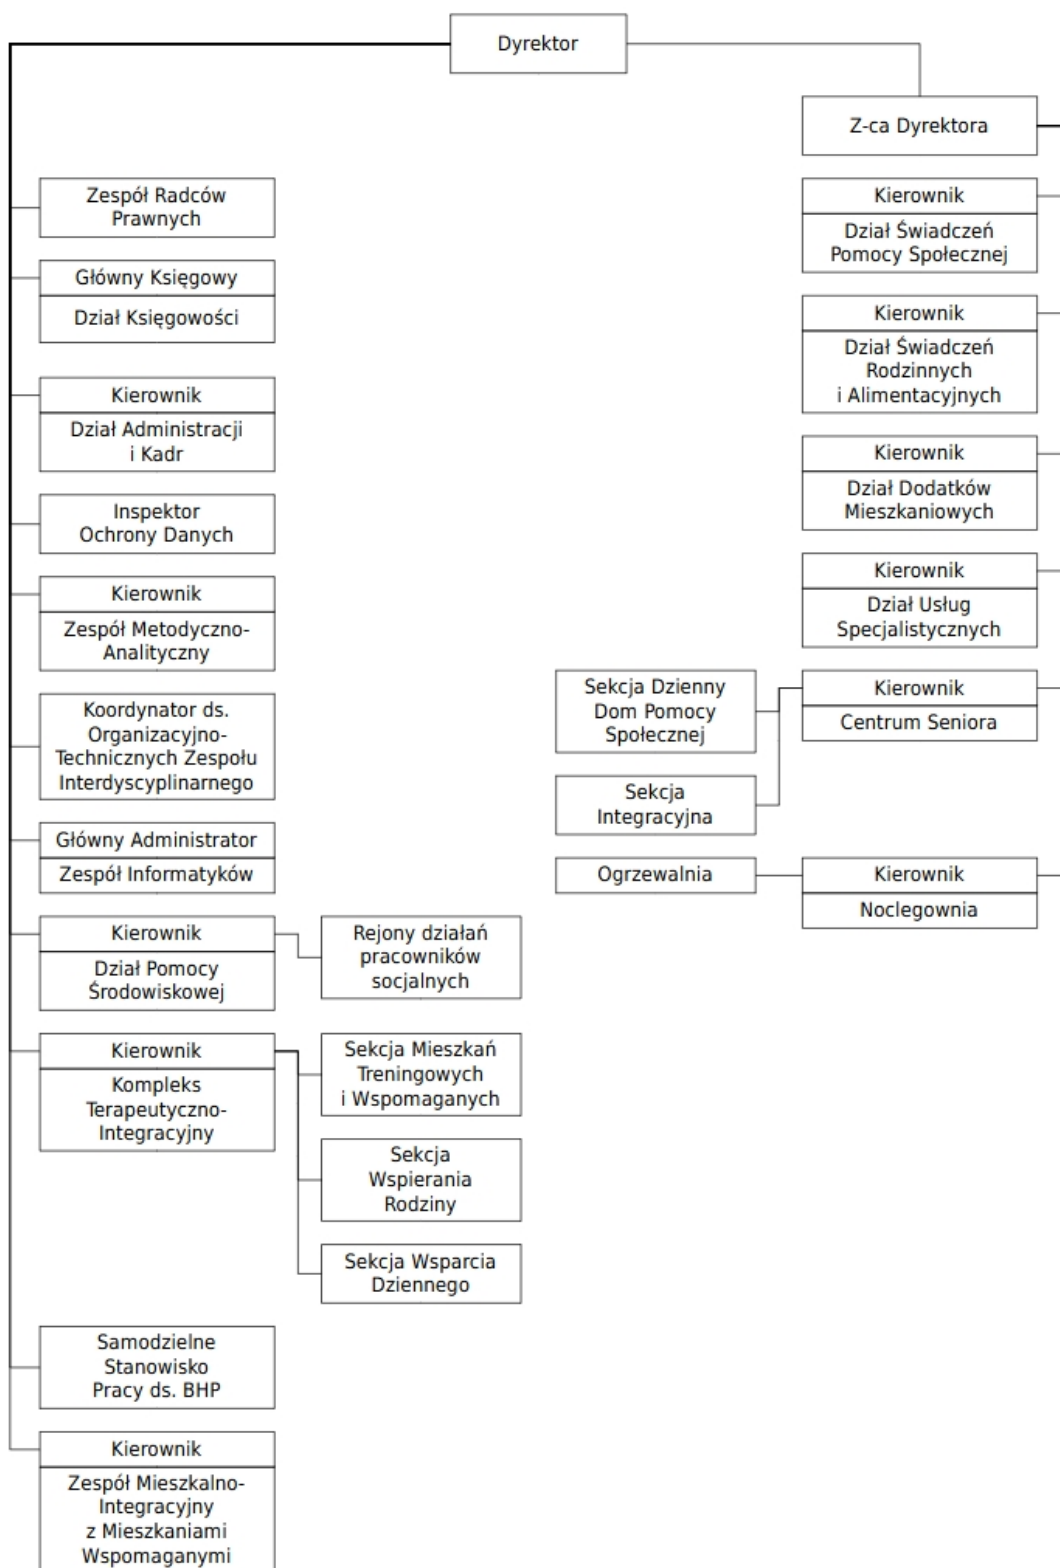 Dyrektor
Z-ca Dyrektora
Zespół Radców
Prawnych
Główny Księgowy
Dział Księgowości
Kierownik
Dział Administracji
i Kadr
Inspektor
Ochrony Danych
Kierownik
Zespół Metodyczno-
Analityczny
Koordynator ds.
Organizacyjno-
Technicznych Zespołu
Interdyscyplinarnego
Główny Administrator
Zespół Informatyków
Kierownik
Dział Pomocy
Środowiskowej
Rejony działań
pracowników
socjalnych
Kierownik
Kompleks
Terapeutyczno-
Integracyjny
Sekcja Mieszkań
Treningowych
i Wspomaganych
Sekcja
Wspierania
Rodziny
Sekcja Wsparcia
Dziennego
Samodzielne
Stanowisko
Pracy ds. BHP
Kierownik
Zespół Mieszkalno-
Integracyjny
z Mieszkaniami
Wspomaganymi
Kierownik
Dział Świadczeń
Pomocy Społecznej
Kierownik
Dział Świadczeń
Rodzinnych
i Alimentacyjnych
Kierownik
Dział Dodatków
Mieszkaniowych
Kierownik
Dział Usług
Specjalistycznych
Kierownik
Centrum Seniora
Sekcja Dzienny
Dom Pomocy
Społecznej
Sekcja
Integracyjna
Ogrzewalnia
Kierownik
Noclegownia